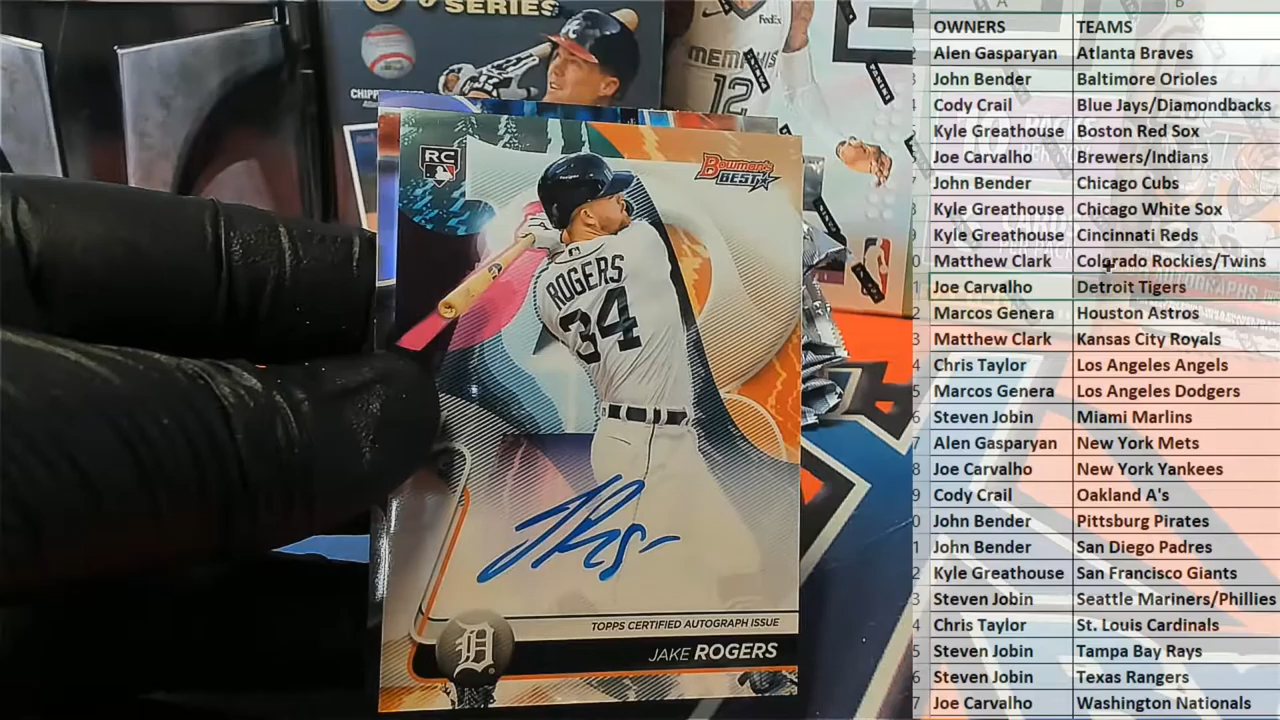 SERIES
CHIPP
MEMPHIS
12
FedEx
PANINI
RC
Bowman's
BEST
ROGERS
34
TOPPS CERTIFIED AUTOGRAPH ISSUE
JAKE ROGERS
A B
OWNERS TEAMS
Alen Gasparyan Atlanta Braves
John Bender Baltimore Orioles
Cody Crail Blue Jays/Diamondbacks
Kyle Greathouse Boston Red Sox
Joe Carvalho Brewers/Indians
John Bender Chicago Cubs
Kyle Greathouse Chicago White Sox
Kyle Greathouse Cincinnati Reds
Matthew Clark Colorado Rockies/Twins
Joe Carvalho Detroit Tigers
Marcos Genera Houston Astros
Matthew Clark Kansas City Royals
Chris Taylor Los Angeles Angels
Marcos Genera Los Angeles Dodgers
Steven Jobin Miami Marlins
Alen Gasparyan New York Mets
Joe Carvalho New York Yankees
Cody Crail Oakland A's
John Bender Pittsburg Pirates
John Bender San Diego Padres
Kyle Greathouse San Francisco Giants
Steven Jobin Seattle Mariners/Phillies
Chris Taylor St. Louis Cardinals
Steven Jobin Tampa Bay Rays
Steven Jobin Texas Rangers
Joe Carvalho Washington Nationals